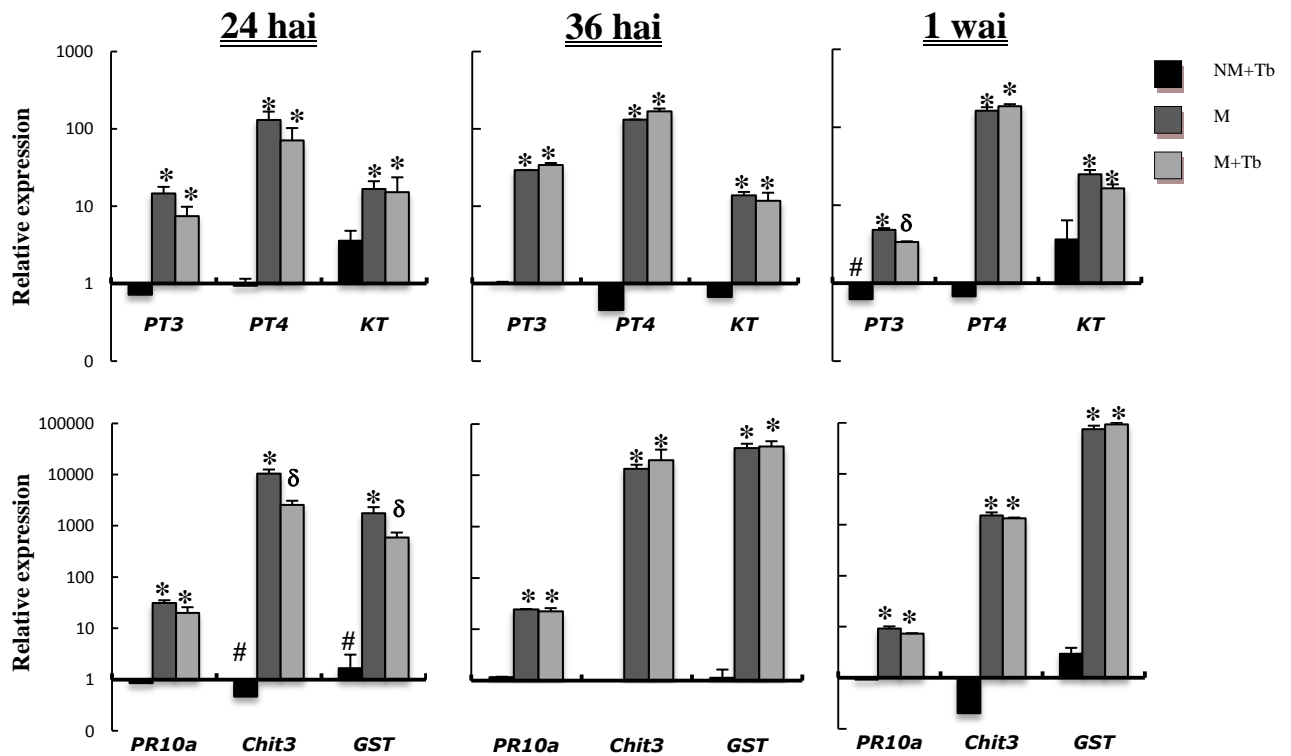 24 hai
36 hai
1 wai
NM+Tb
M
M+Tb
Relative expression
1000
100
10
1
0
* * * * * *
PT3 PT4 KT
* * * * * *
PT3 PT4 KT
# * δ * * * *
PT3 PT4 KT
Relative expression
100000
10000
1000
100
10
1
0
* * # * δ # * δ
PR10a Chit3 GST
* * * * * *
PR10a Chit3 GST
* * * * * *
PR10a Chit3 GST